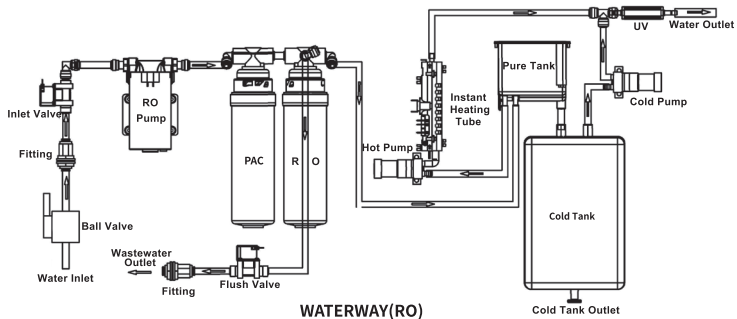 UV
Water Outlet
Pure Tank
RO
Pump
Inlet Valve
Instant
Heating
Tube
Cold Pump
Fitting
Hot Pump
PAC
R O
Cold Tank
Ball Valve
Wastewater
Outlet
Water Inlet
Fitting
Flush Valve
WATERWAY(RO)
Cold Tank Outlet